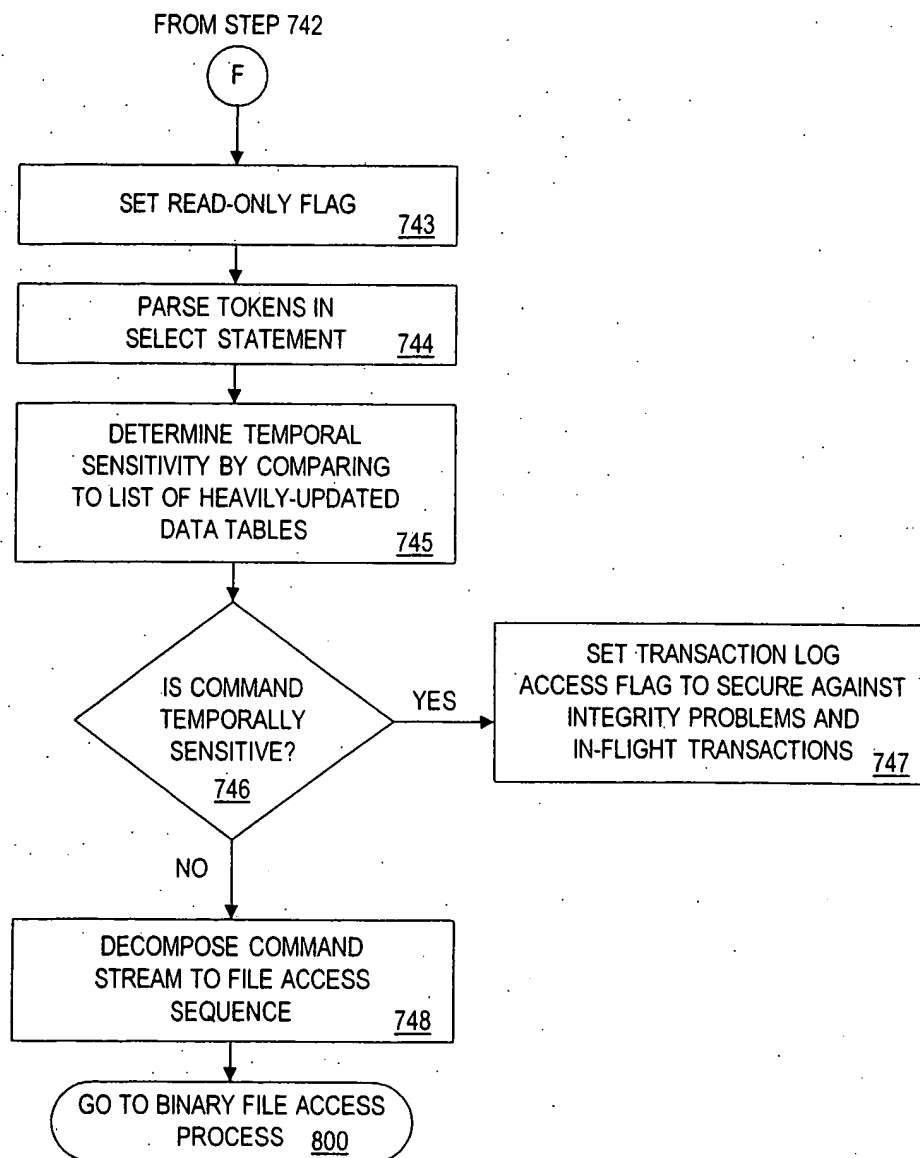 FROM STEP 742
F
SET READ-ONLY FLAG
743
PARSE TOKENS IN
SELECT STATEMENT
744
DETERMINE TEMPORAL
SENSITIVITY BY COMPARING
TO LIST OF HEAVILY-UPDATED
DATA TABLES
745
IS COMMAND
TEMPORALLY
SENSITIVE?
746
YES
SET TRANSACTION LOG
ACCESS FLAG TO SECURE AGAINST
INTEGRITY PROBLEMS AND
IN-FLIGHT TRANSACTIONS
747
NO
DECOMPOSE COMMAND
STREAM TO FILE ACCESS
SEQUENCE
748
GO TO BINARY FILE ACCESS
PROCESS 800